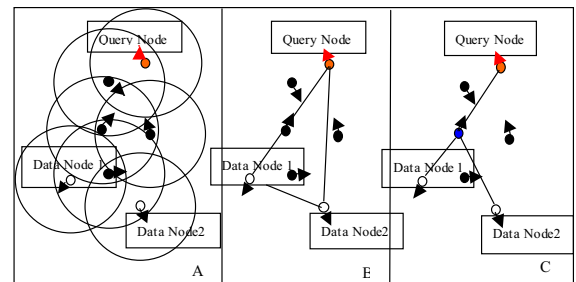 Query Node
Data Node 1
Data Node2
A
Query Node
Data Node 1
Data Node2
B
Query Node
Data Node 1
Data Node2
C